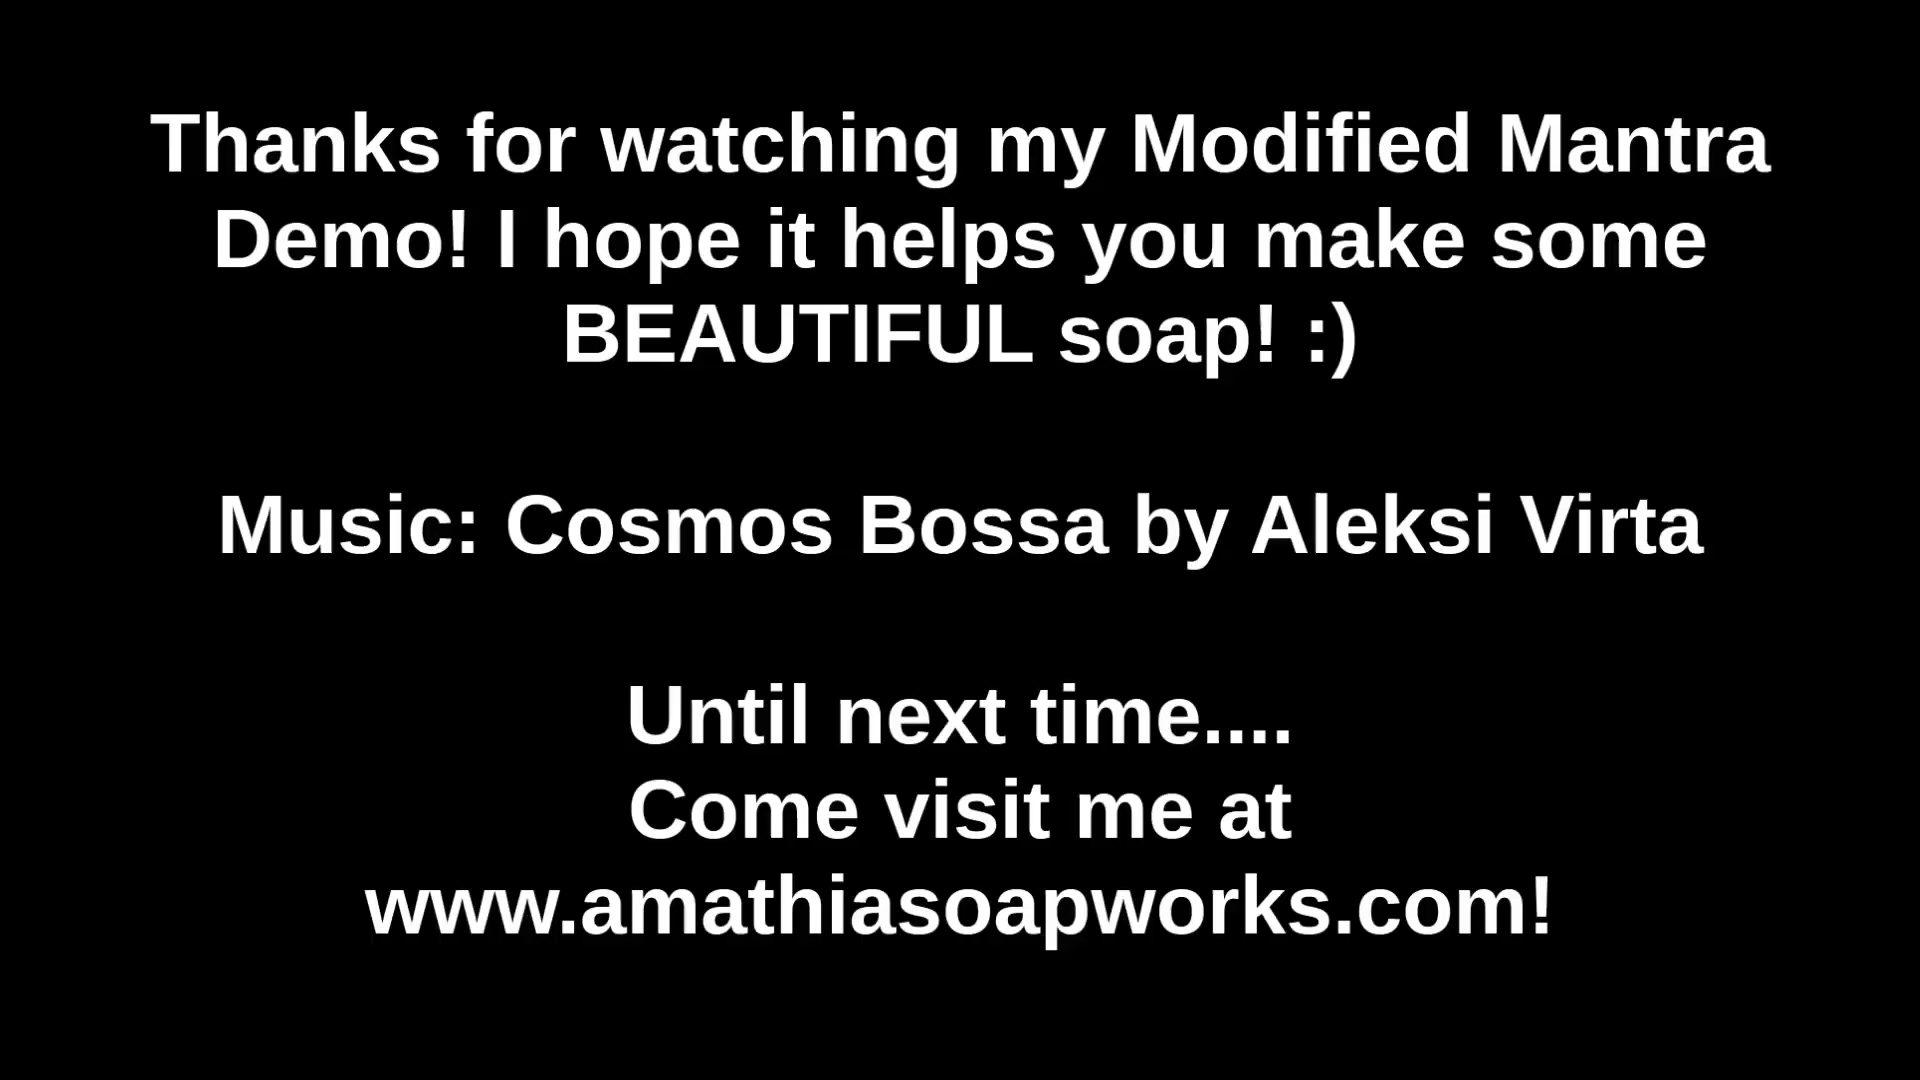 Thanks for watching my Modified Mantra
Demo! I hope it helps you make some
BEAUTIFUL soap! :)
Music: Cosmos Bossa by Aleksi Virta
Until next time....
Come visit me at
www.amathiasoapworks.com!